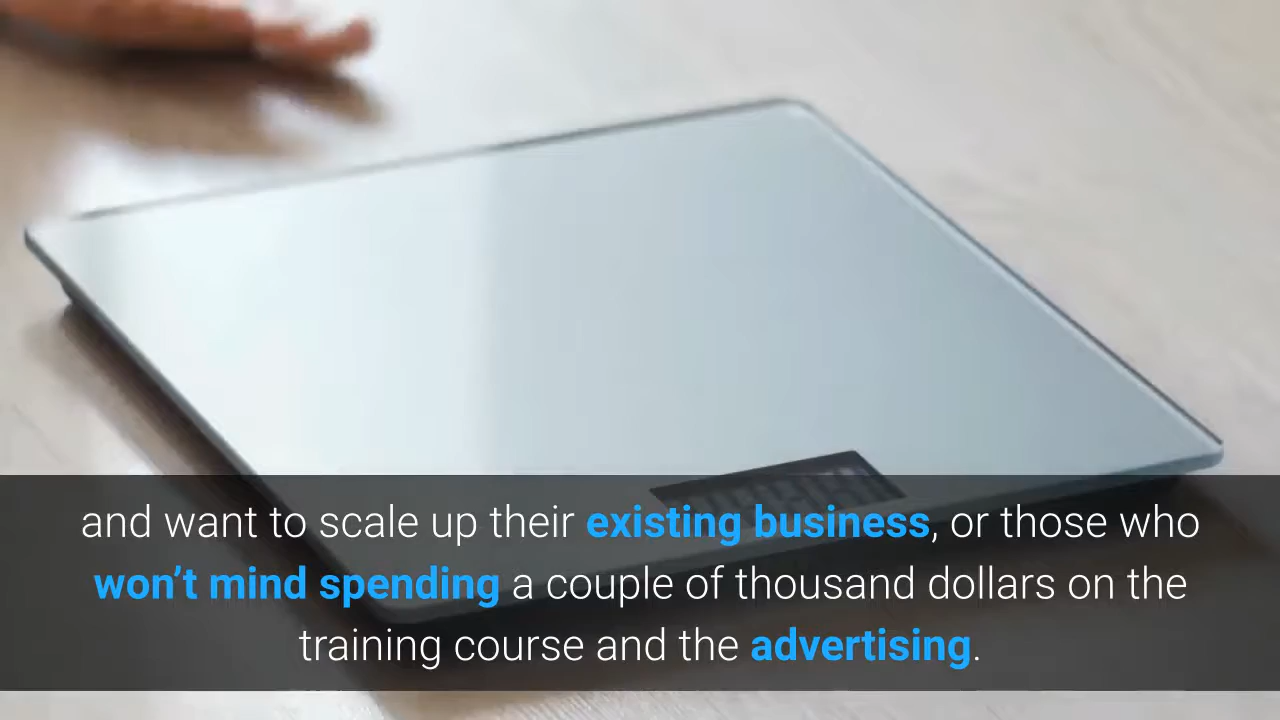 and want to scale up their existing business, or those who
won’t mind spending a couple of thousand dollars on the
training course and the advertising.